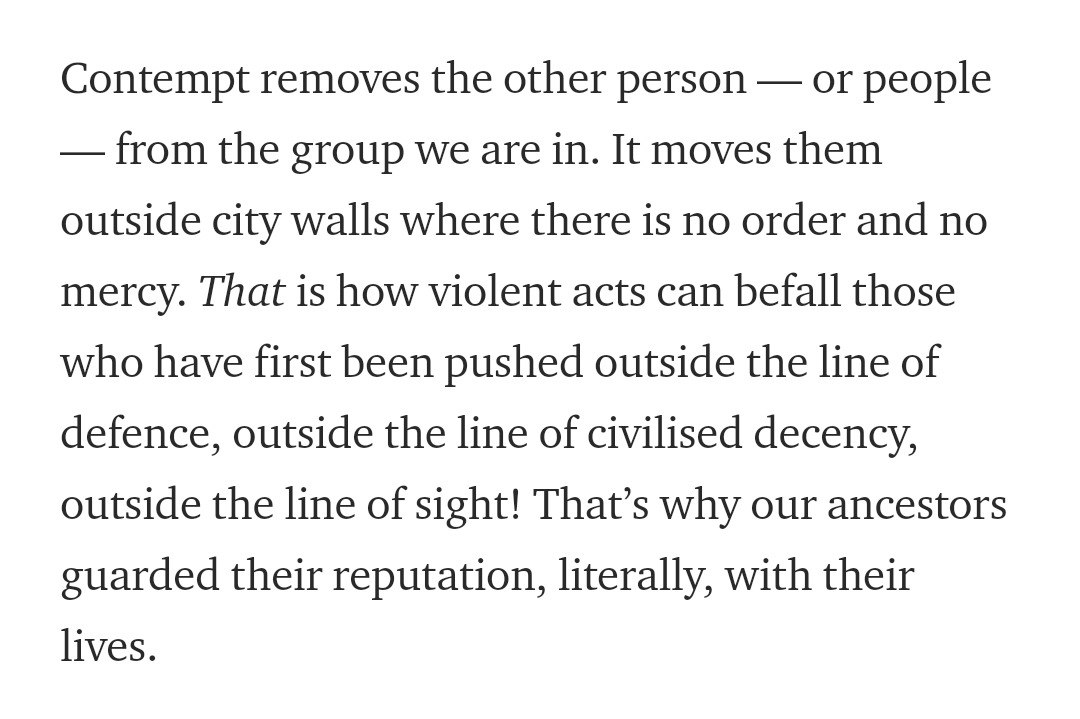 Contempt removes the other person — or people
— from the group we are in. It moves them
outside city walls where there is no order and no
mercy. That is how violent acts can befall those
who have first been pushed outside the line of
defence, outside the line of civilised decency,
outside the line of sight! That’s why our ancestors
guarded their reputation, literally, with their
lives.